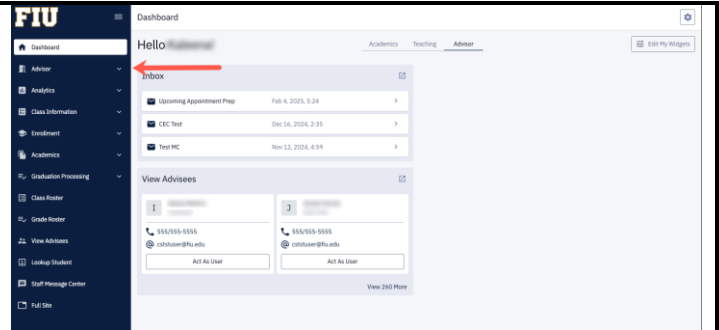 FIU
Dashboard
Advisor
Analytics
Class Information
Enrollment
Academics
Graduation Processing
Class Roster
Grade Roster
View Advisees
Lookup Student
Staff Message Center
Full Site
Dashboard
Hello
Academics Teaching Advisor
Edit My Widgets
Inbox
Upcoming Appointment Prep Feb 4, 2025, 5:24
CEC Test Dec 16, 2024, 2:35
Test MC Nov 12, 2024, 4:59
View Advisees
I
555/555-5555
cststuser@fiu.edu
Act As User
J
555/555-5555
cststuser@fiu.edu
Act As User
View 260 More